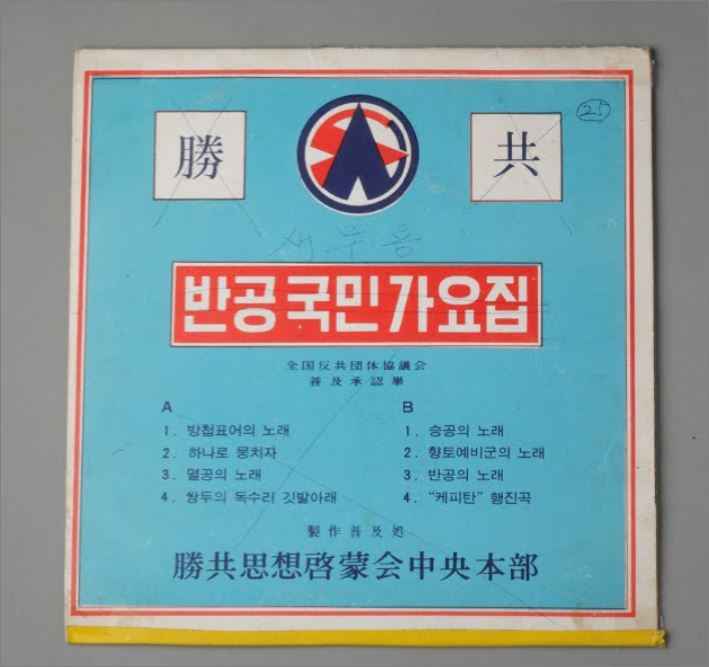 勝 共
25
새무용
반공국민가요집
全国反共団体協議会
普及承認畢
A
1. 방첩표어의 노래
2. 하나로 뭉치자
3. 멸공의 노래
4. 쌍두의 독수리 깃발아래
B
1. 승공의 노래
2. 향토예비군의 노래
3. 반공의 노래
4. “케피탄” 행진곡
製作普及処
勝共思想啓蒙会中央本部